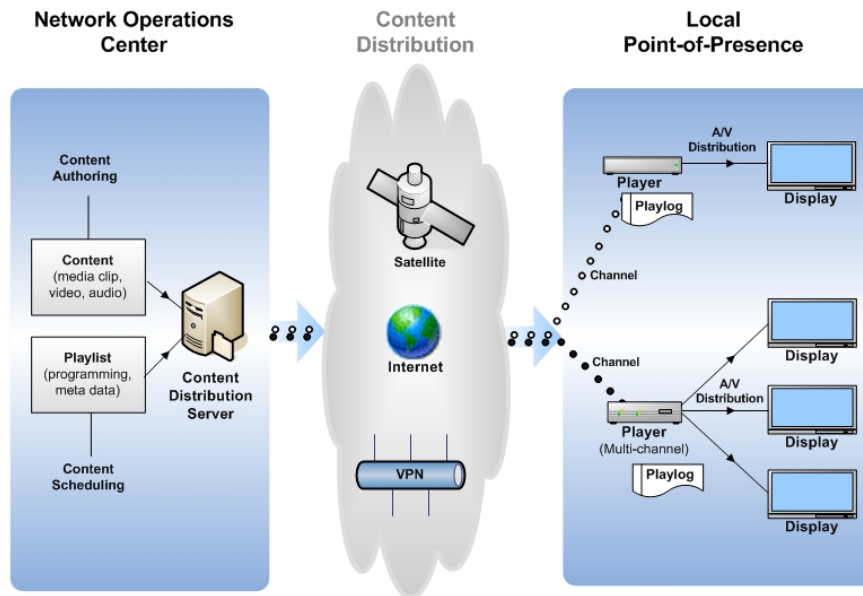 Network Operations
Center
Content
Distribution
Local
Point-of-Presence
Content
Authoring
Content
(media clip,
video, audio)
Playlist
(programming,
meta data)
Content
Scheduling
Content
Distribution
Server
Satellite
Internet
VPN
A/V
Distribution
Player
Playlog
Display
Channel
Channel
Display
A/V
Distribution
Display
Player
(Multi-channel)
Playlog
Display